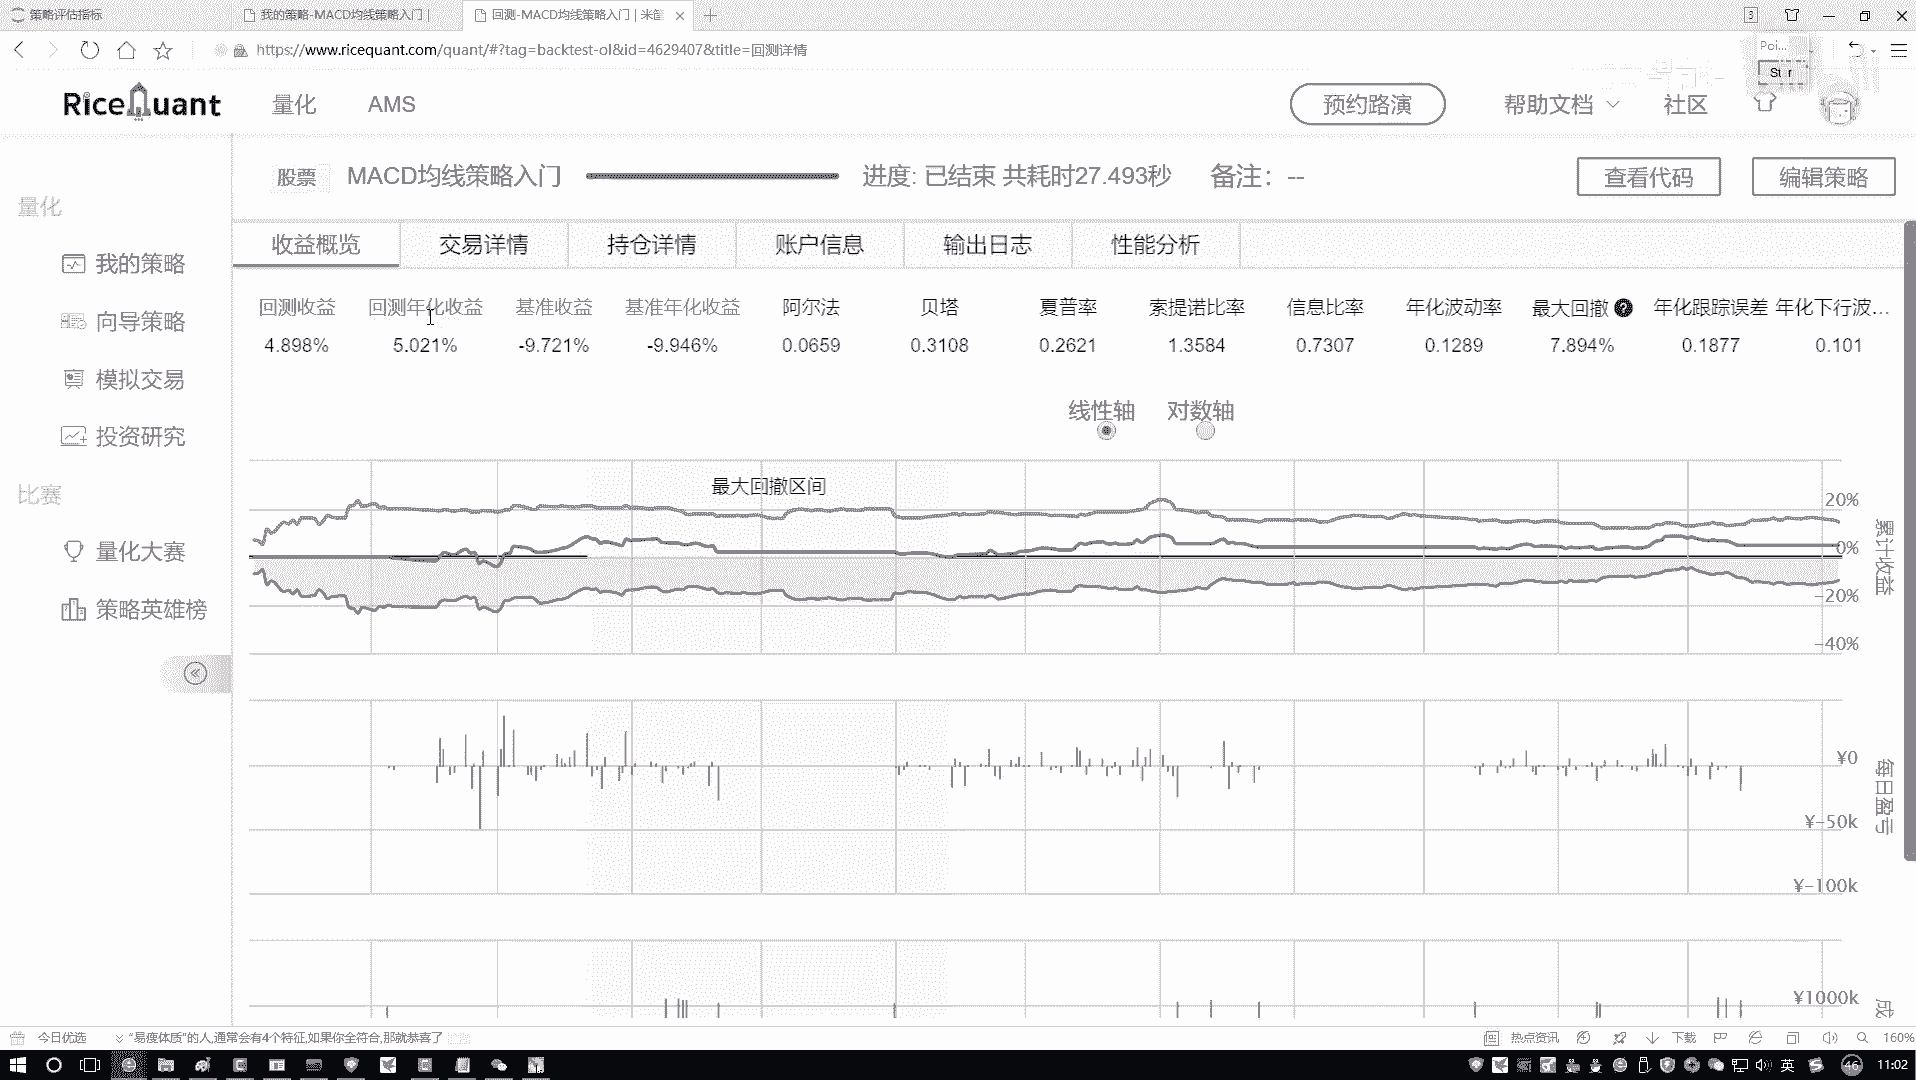 策略评估指标
我的策略-MACD均线策略入门 |
回测-MACD均线策略入门 | 米筐
3
https://www.ricequant.com/quant/#?tag=backtest-ol&id=4629407&title=回测详情
Poi...
RiceQuant
量化
AMS
预约路演
帮助文档
社区
股票
MACD均线策略入门
进度: 已结束 共耗时27.493秒
备注：--
查看代码
编辑策略
量化
我的策略
向导策略
模拟交易
投资研究
比赛
量化大赛
策略英雄榜
收益概览
交易详情
持仓详情
账户信息
输出日志
性能分析
回测收益 回测年化收益 基准收益 基准年化收益 阿尔法 贝塔 夏普率 索提诺比率 信息比率 年化波动率 最大回撤 ? 年化跟踪误差 年化下行波...
4.898% 5.021% -9.721% -9.946% 0.0659 0.3108 0.2621 1.3584 0.7307 0.1289 7.894% 0.1877 0.101
线性轴 对数轴
最大回撤区间
20%
0%
-20%
-40%
累计收益
¥0
¥-50k
¥-100k
每日盈亏
¥1000k
成
今日优选
“易瘦体质”的人,通常会有4个特征,如果你全符合,那就恭喜了
热点资讯
下载
160%
英
46
11:02